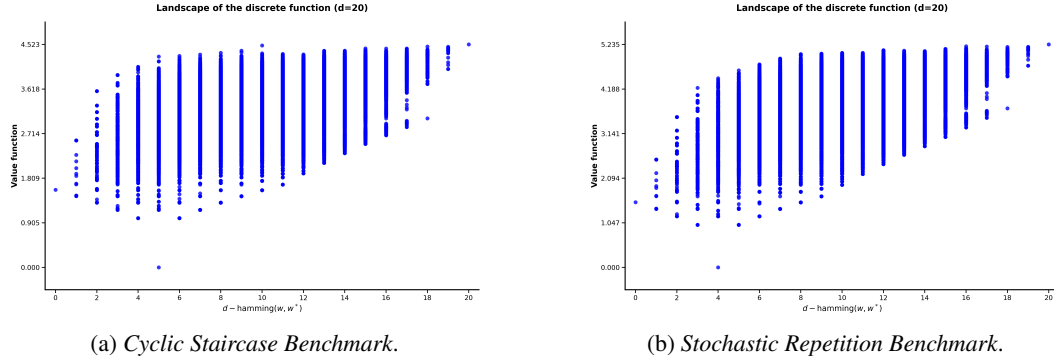 Landscape of the discrete function (d=20)
Value function
4.523
3.618
2.714
1.809
0.905
0.000
0 2 4 6 8 10 12 14 16 18 20
d − hamming(w, w*)
(a) Cyclic Staircase Benchmark.
Landscape of the discrete function (d=20)
Value function
5.235
4.188
3.141
2.094
1.047
0.000
0 2 4 6 8 10 12 14 16 18 20
d − hamming(w, w*)
(b) Stochastic Repetition Benchmark.